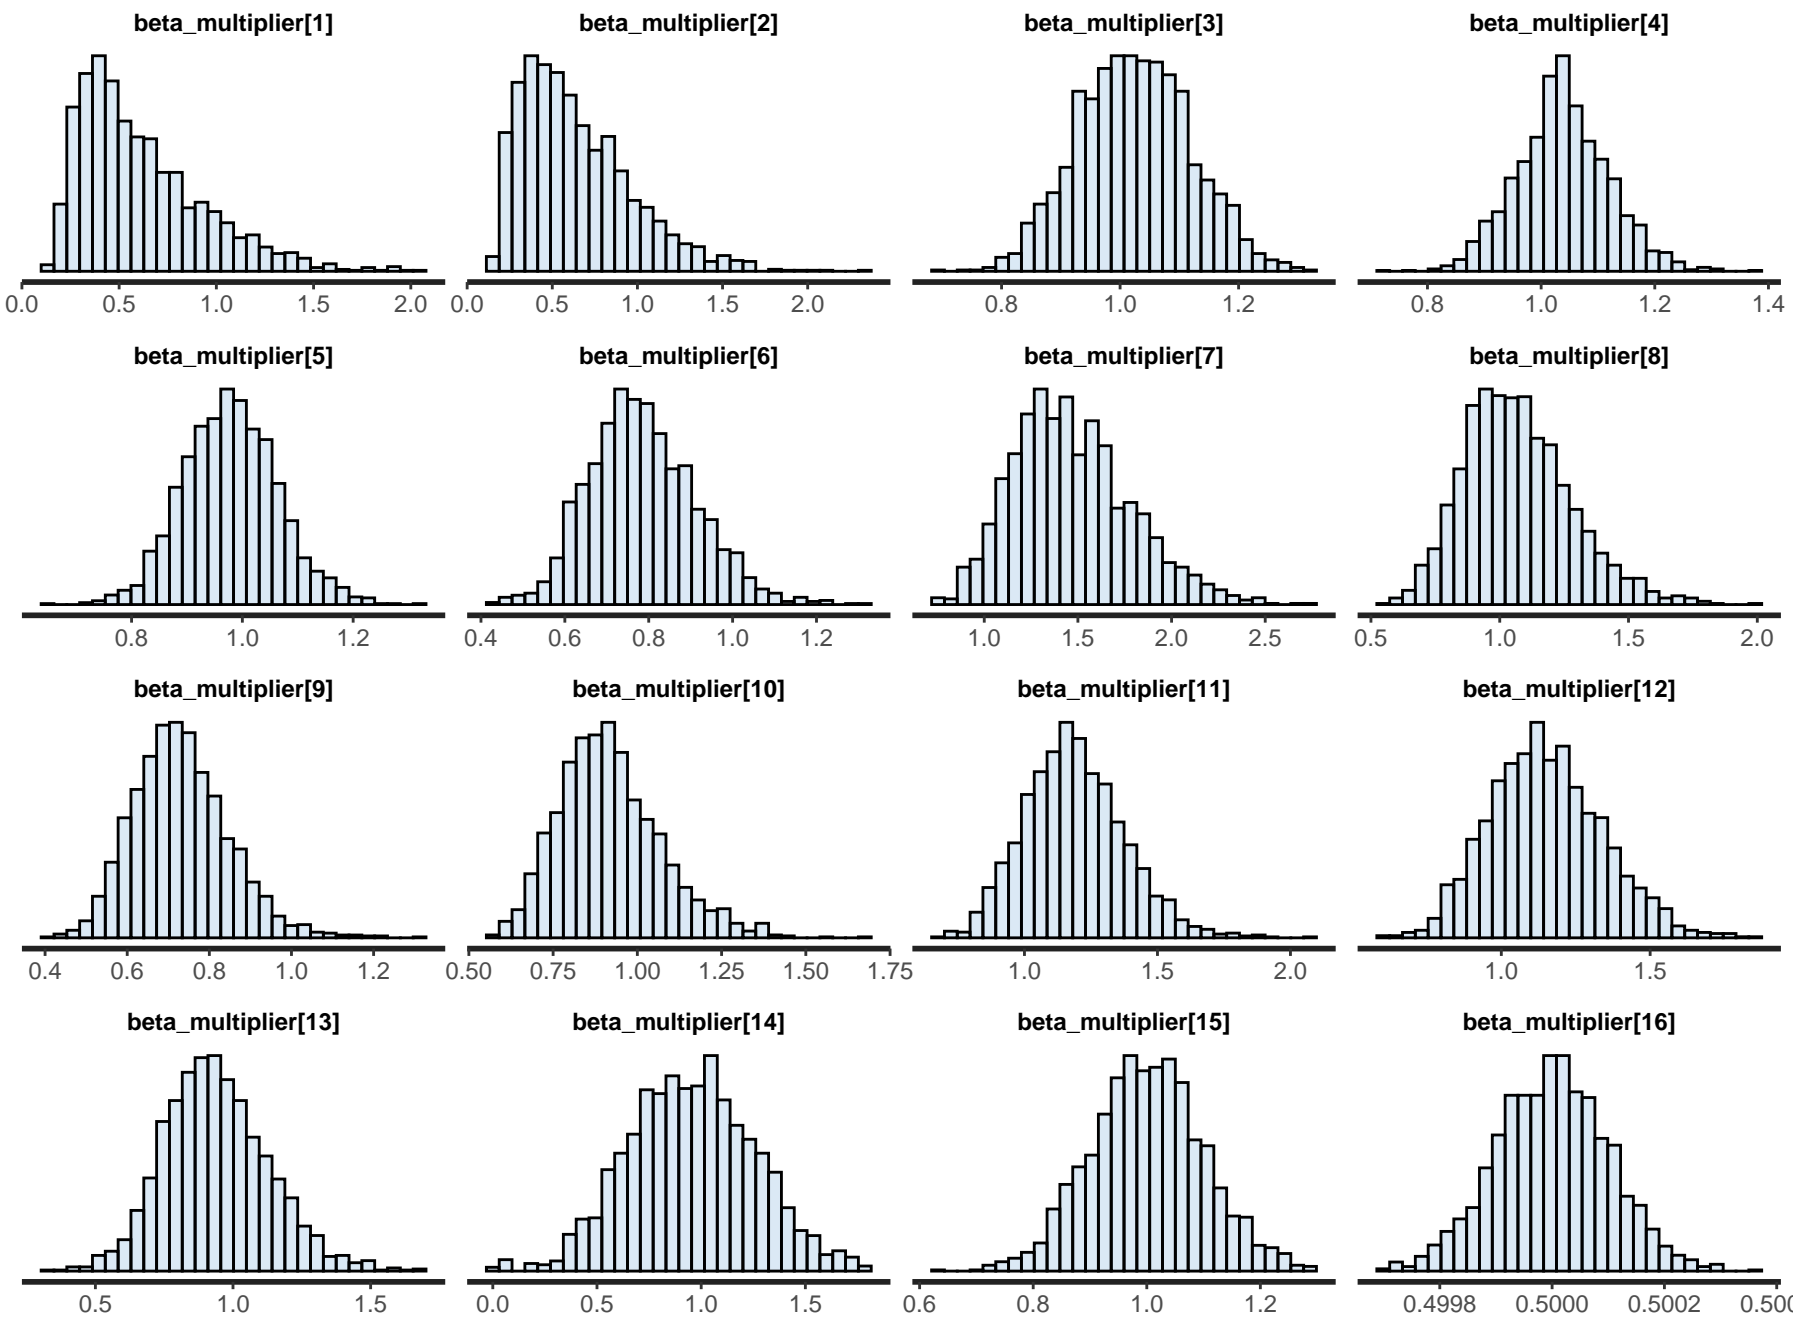 beta_multiplier[1] beta_multiplier[2] beta_multiplier[3] beta_multiplier[4]
0.0 0.5 1.0 1.5 2.0 0.0 0.5 1.0 1.5 2.0 0.8 1.0 1.2 0.8 1.0 1.2 1.4
beta_multiplier[5] beta_multiplier[6] beta_multiplier[7] beta_multiplier[8]
0.8 1.0 1.2 0.4 0.6 0.8 1.0 1.2 1.0 1.5 2.0 2.5 0.5 1.0 1.5 2.0
beta_multiplier[9] beta_multiplier[10] beta_multiplier[11] beta_multiplier[12]
0.4 0.6 0.8 1.0 1.2 0.50 0.75 1.00 1.25 1.50 1.75 1.0 1.5 2.0 1.0 1.5
beta_multiplier[13] beta_multiplier[14] beta_multiplier[15] beta_multiplier[16]
0.5 1.0 1.5 0.0 0.5 1.0 1.5 0.6 0.8 1.0 1.2 0.4998 0.5000 0.5002